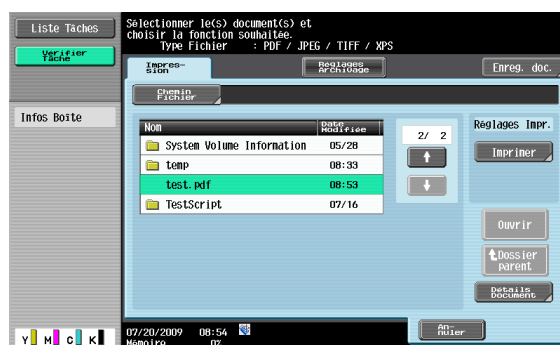 Liste Tâches
Sélectionner le(s) document(s) et
choisir la fonction souhaitée.
Type Fichier : PDF / JPEG / TIFF / XPS
Vérifier
Tâche
Impres-
sion
Réglages
Archivage
Enreg. doc.
Chemin
Fichier
Infos Boîte
Nom
Date
Modifiée
2/ 2
Réglages Impr.
System Volume Information 05/28
Imprimer
temp 08:33
test.pdf 08:53
TestScript 07/16
Ouvrir
Dossier
parent
Détails
Document
07/20/2009 08:54
Mémoire 0%
An-
nuler
Y M C K